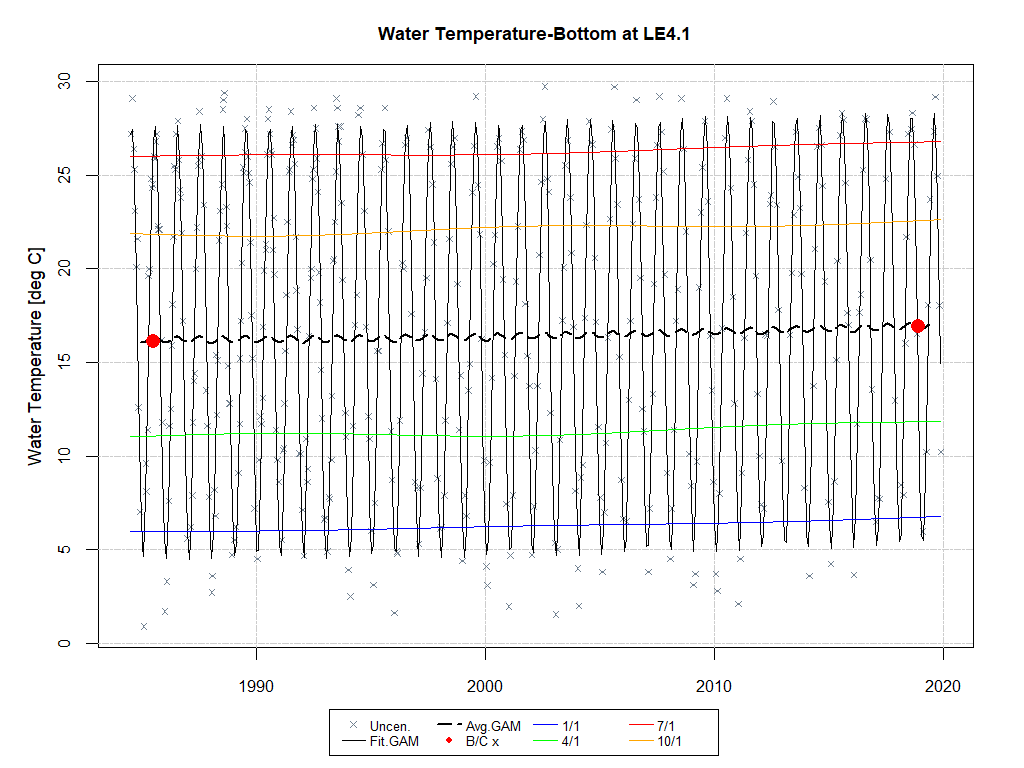 Water Temperature-Bottom at LE4.1
Water Temperature [deg C]
30
25
20
15
10
5
0
1990 2000 2010 2020
Uncen. Avg.GAM 1/1 7/1
Fit.GAM B/C x 4/1 10/1